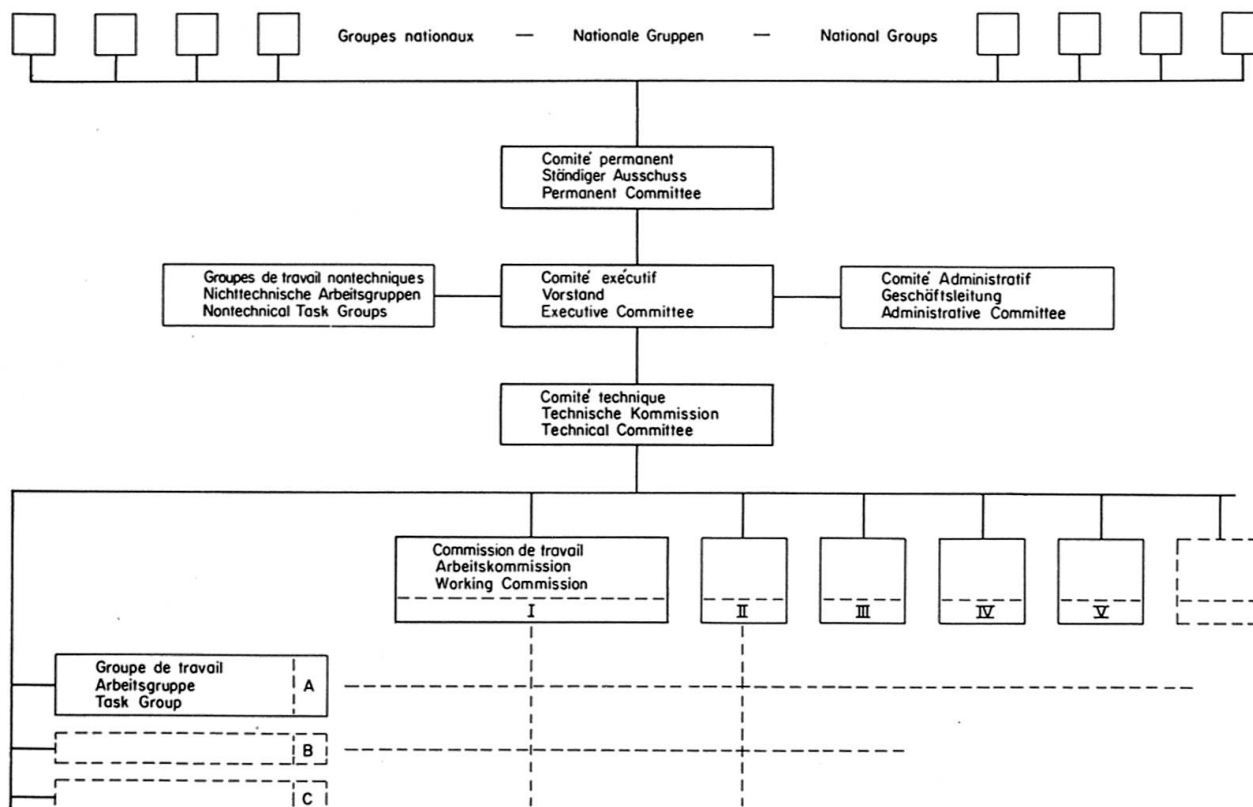 Groupes nationaux — Nationale Gruppen — National Groups
Comité permanent
Ständiger Ausschuss
Permanent Committee
Groupes de travail nontechniques
Nichttechnische Arbeitsgruppen
Nontechnical Task Groups
Comité exécutif
Vorstand
Executive Committee
Comité Administratif
Geschäftsleitung
Administrative Committee
Comité technique
Technische Kommission
Technical Committee
Commission de travail
Arbeitskommission
Working Commission
I
II
III
IV
V
Groupe de travail
Arbeitsgruppe
Task Group
A
B
C